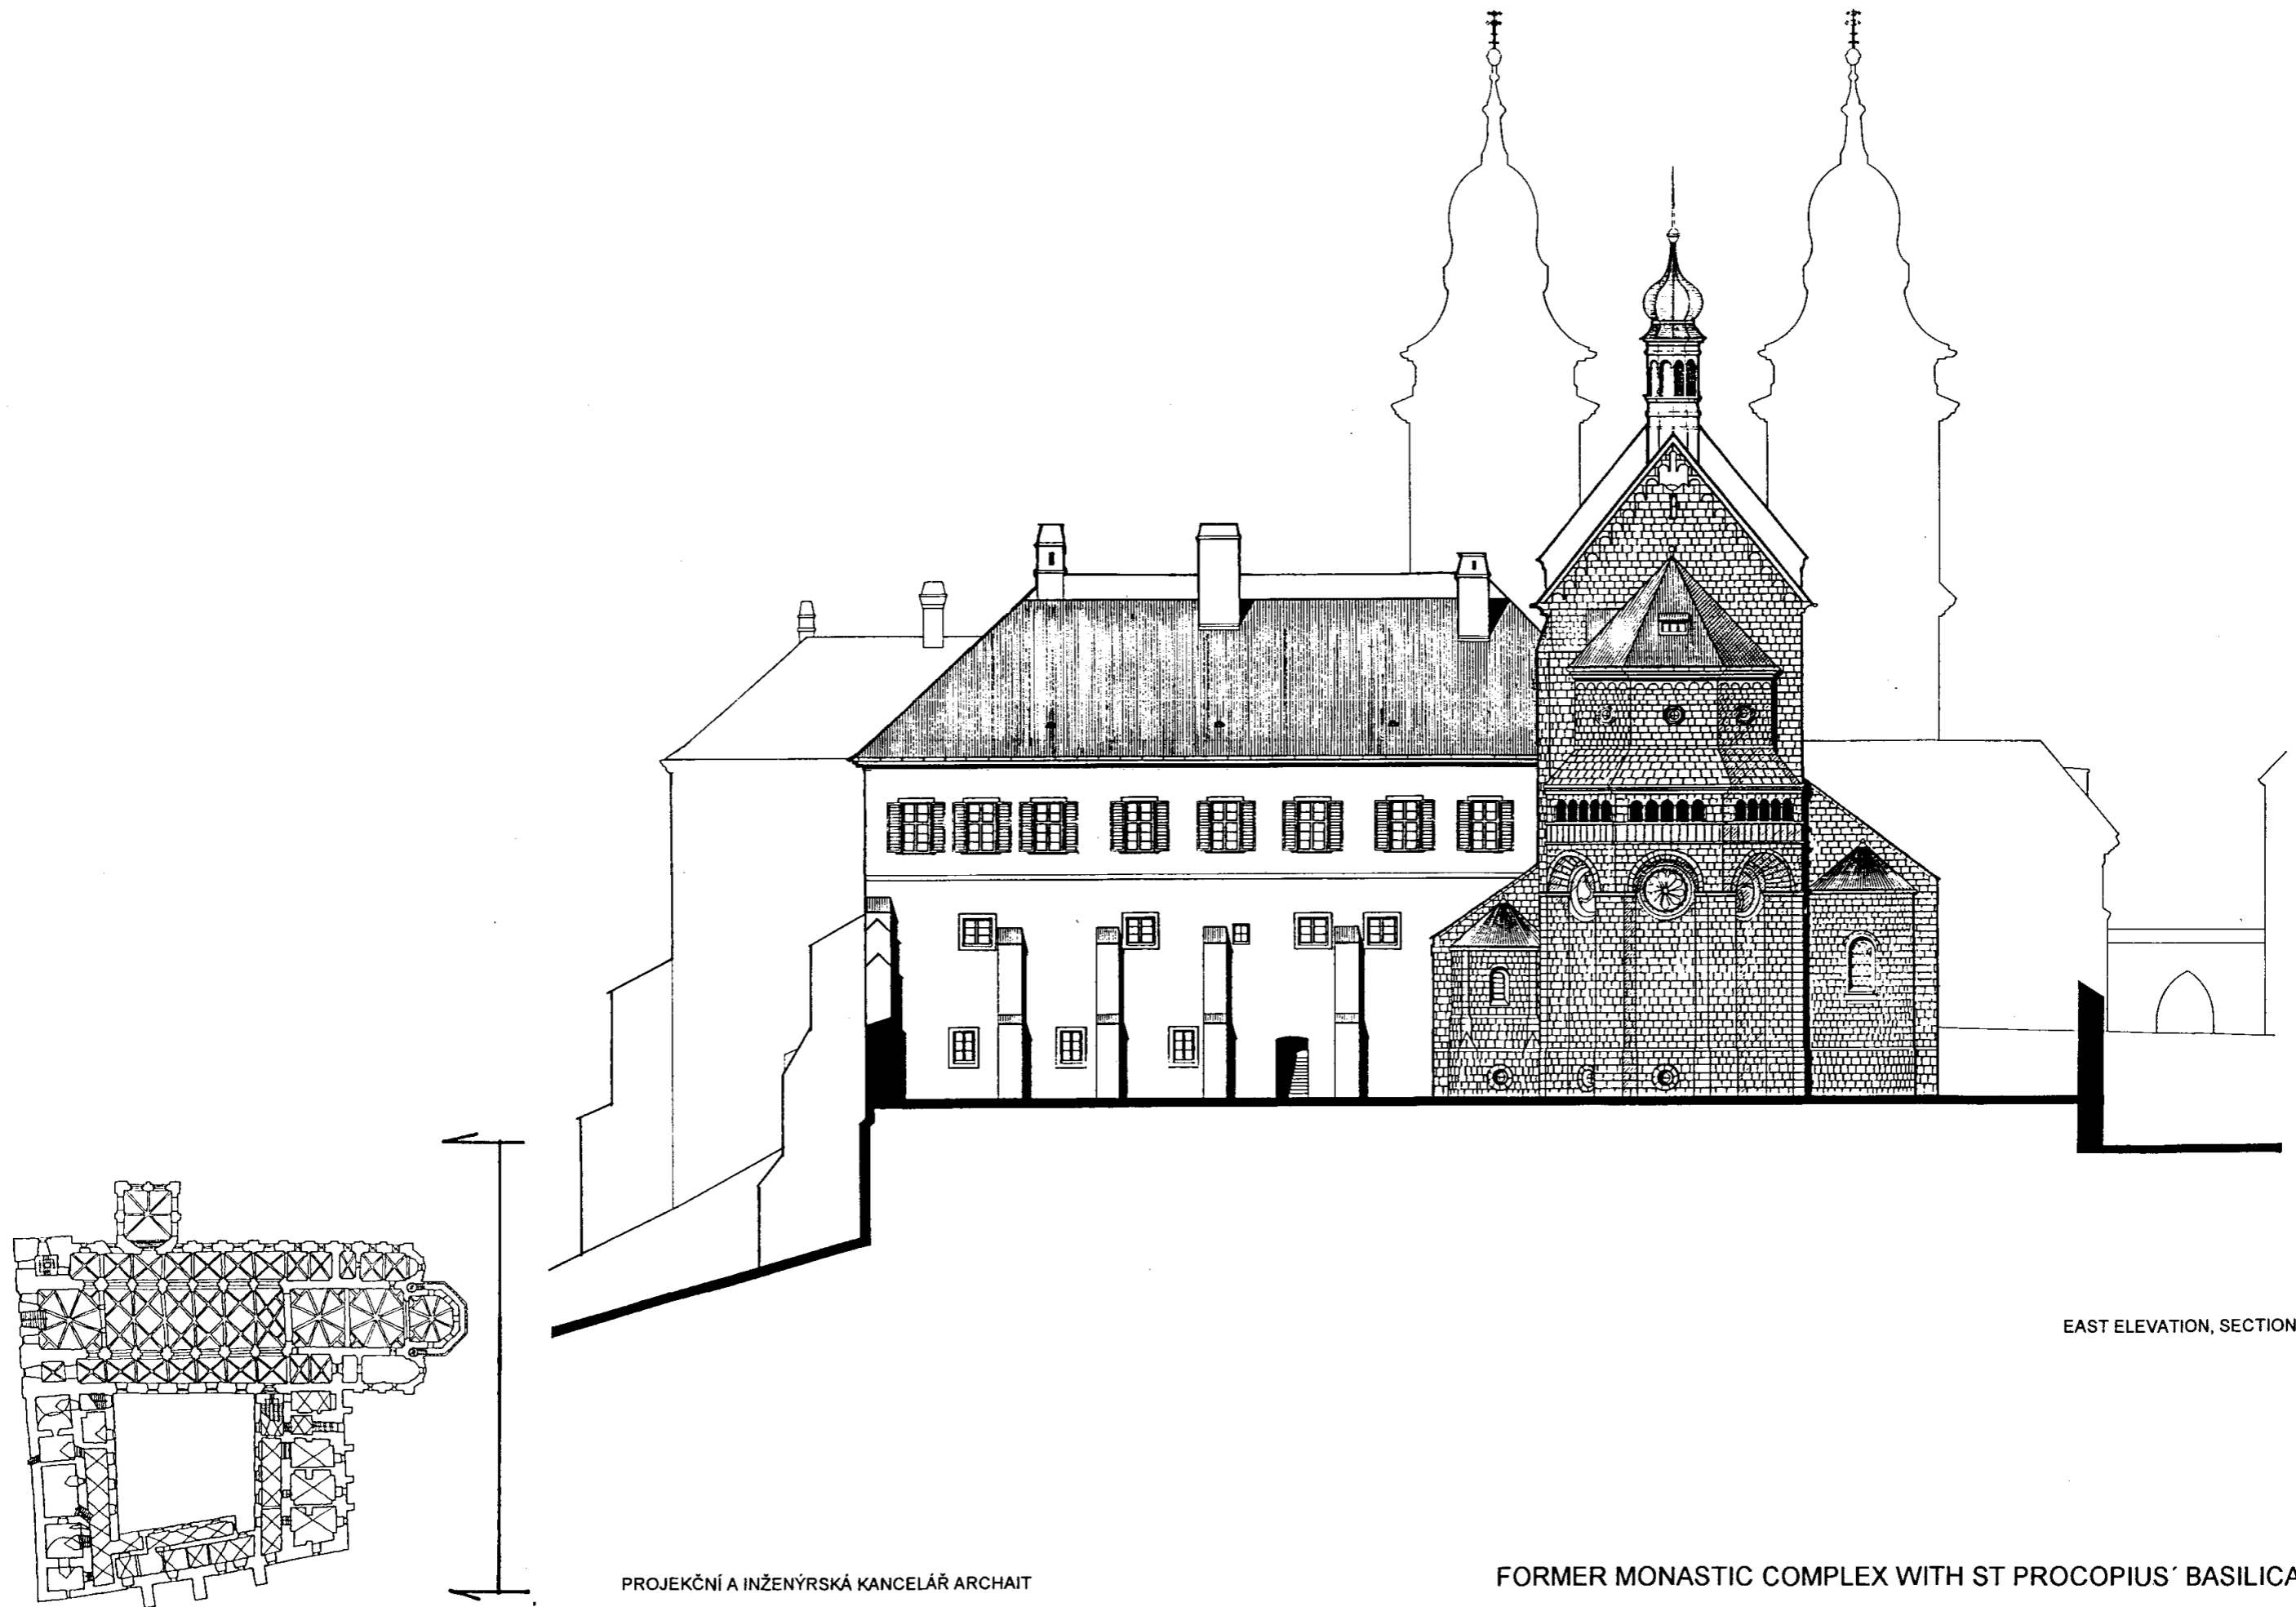 EAST ELEVATION, SECTION
PROJEKČNÍ A INŽENÝRSKÁ KANCELÁŘ ARCHAIT
FORMER MONASTIC COMPLEX WITH ST PROCOPIUS´ BASILICA